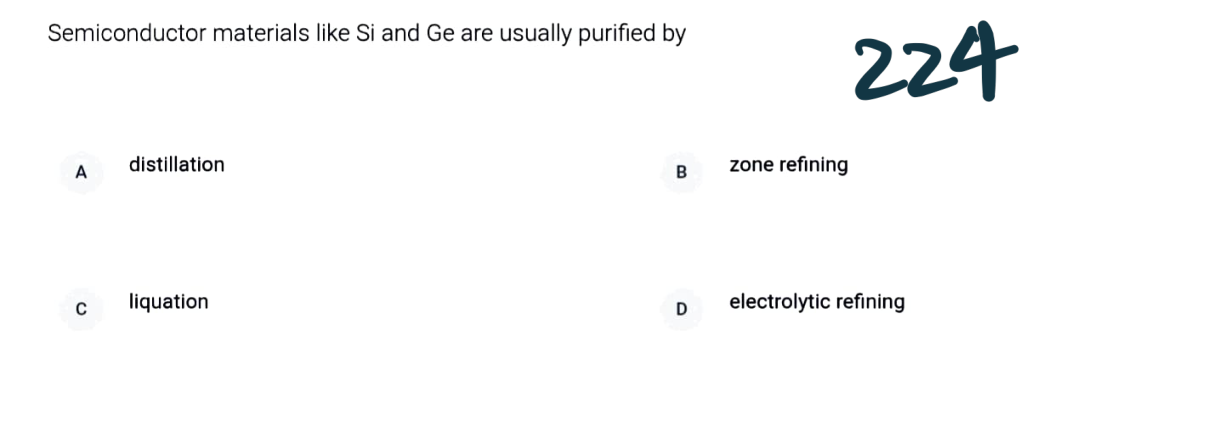 Semiconductor materials like Si and Ge are usually purified by
224
A distillation
B zone refining
C liquation
D electrolytic refining